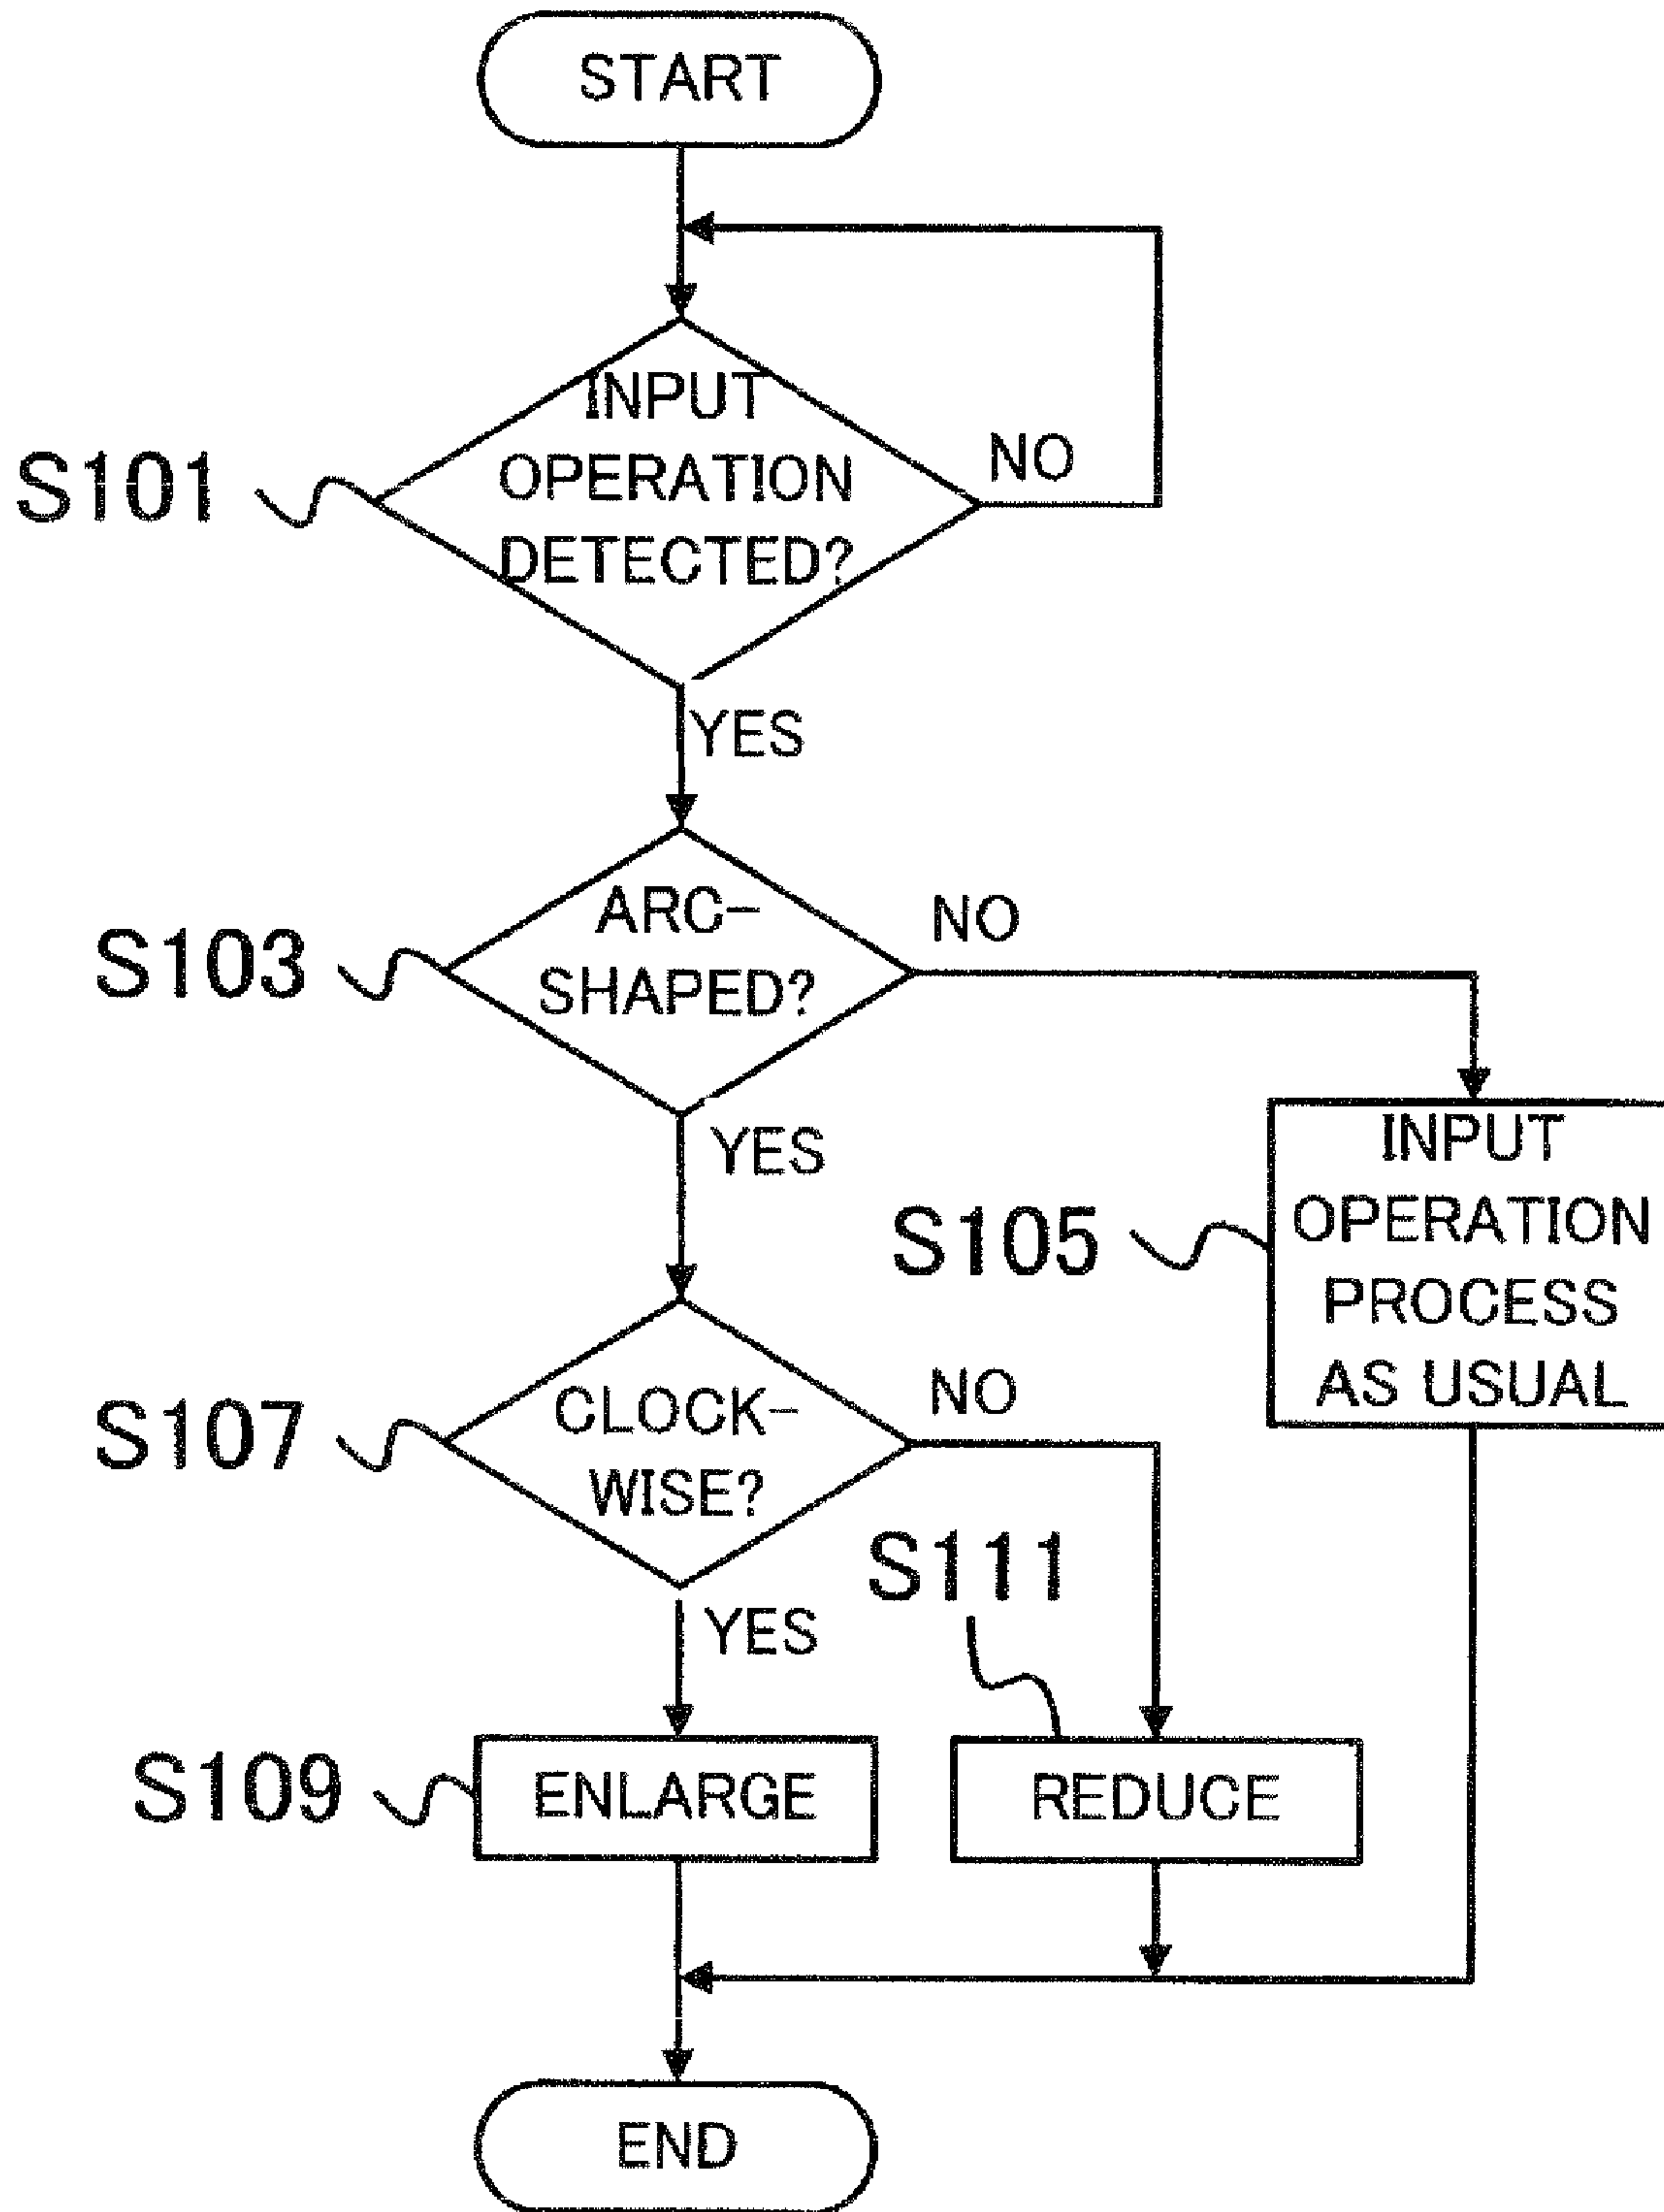 START
INPUT
OPERATION
DETECTED?
NO
S101
YES
ARC-
SHAPED?
NO
S103
YES
INPUT
OPERATION
PROCESS
AS USUAL
S105
CLOCK-
WISE?
NO
S107
YES
S111
S109
ENLARGE
REDUCE
END